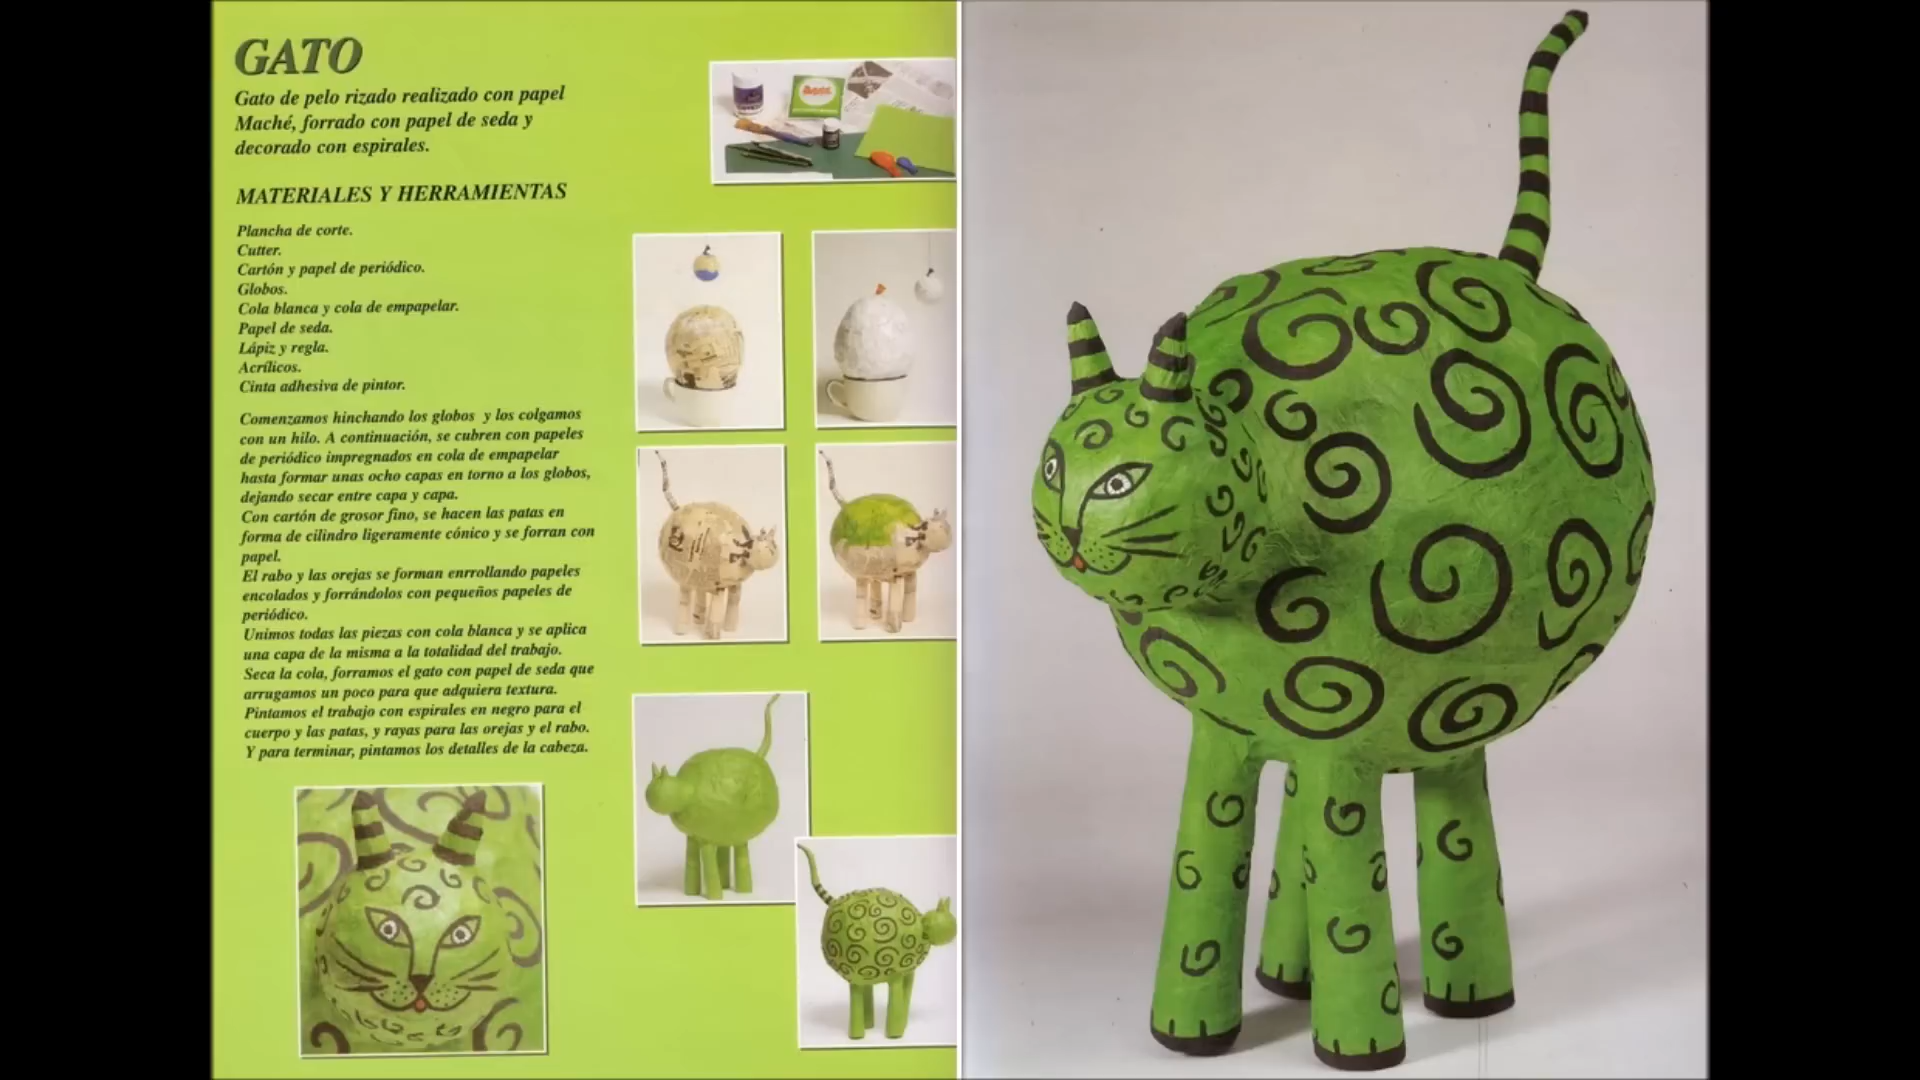 GATO
Gato de pelo rizado realizado con papel
Maché, forrado con papel de seda y
decorado con espirales.
MATERIALES Y HERRAMIENTAS
Plancha de corte.
Cutter.
Cartón y papel de periódico.
Globos.
Cola blanca y cola de empapelar.
Papel de seda.
Lápiz y regla.
Acrílicos.
Cinta adhesiva de pintor.
Comenzamos hinchando los globos y los colgamos
con un hilo. A continuación, se cubren con papeles
de periódico impregnados en cola de empapelar
hasta formar unas ocho capas en torno a los globos,
dejando secar entre capa y capa.
Con cartón de grosor fino, se hacen las patas en
forma de cilindro ligeramente cónico y se forran con
papel.
El rabo y las orejas se forman enrrollando papeles
encolados y forrándolos con pequeños papeles de
periódico.
Unimos todas las piezas con cola blanca y se aplica
una capa de la misma a la totalidad del trabajo.
Seca la cola, forramos el gato con papel de seda que
arrugamos un poco para que adquiera textura.
Pintamos el trabajo con espirales en negro para el
cuerpo y las patas, y rayas para las orejas y el rabo.
Y para terminar, pintamos los detalles de la cabeza.